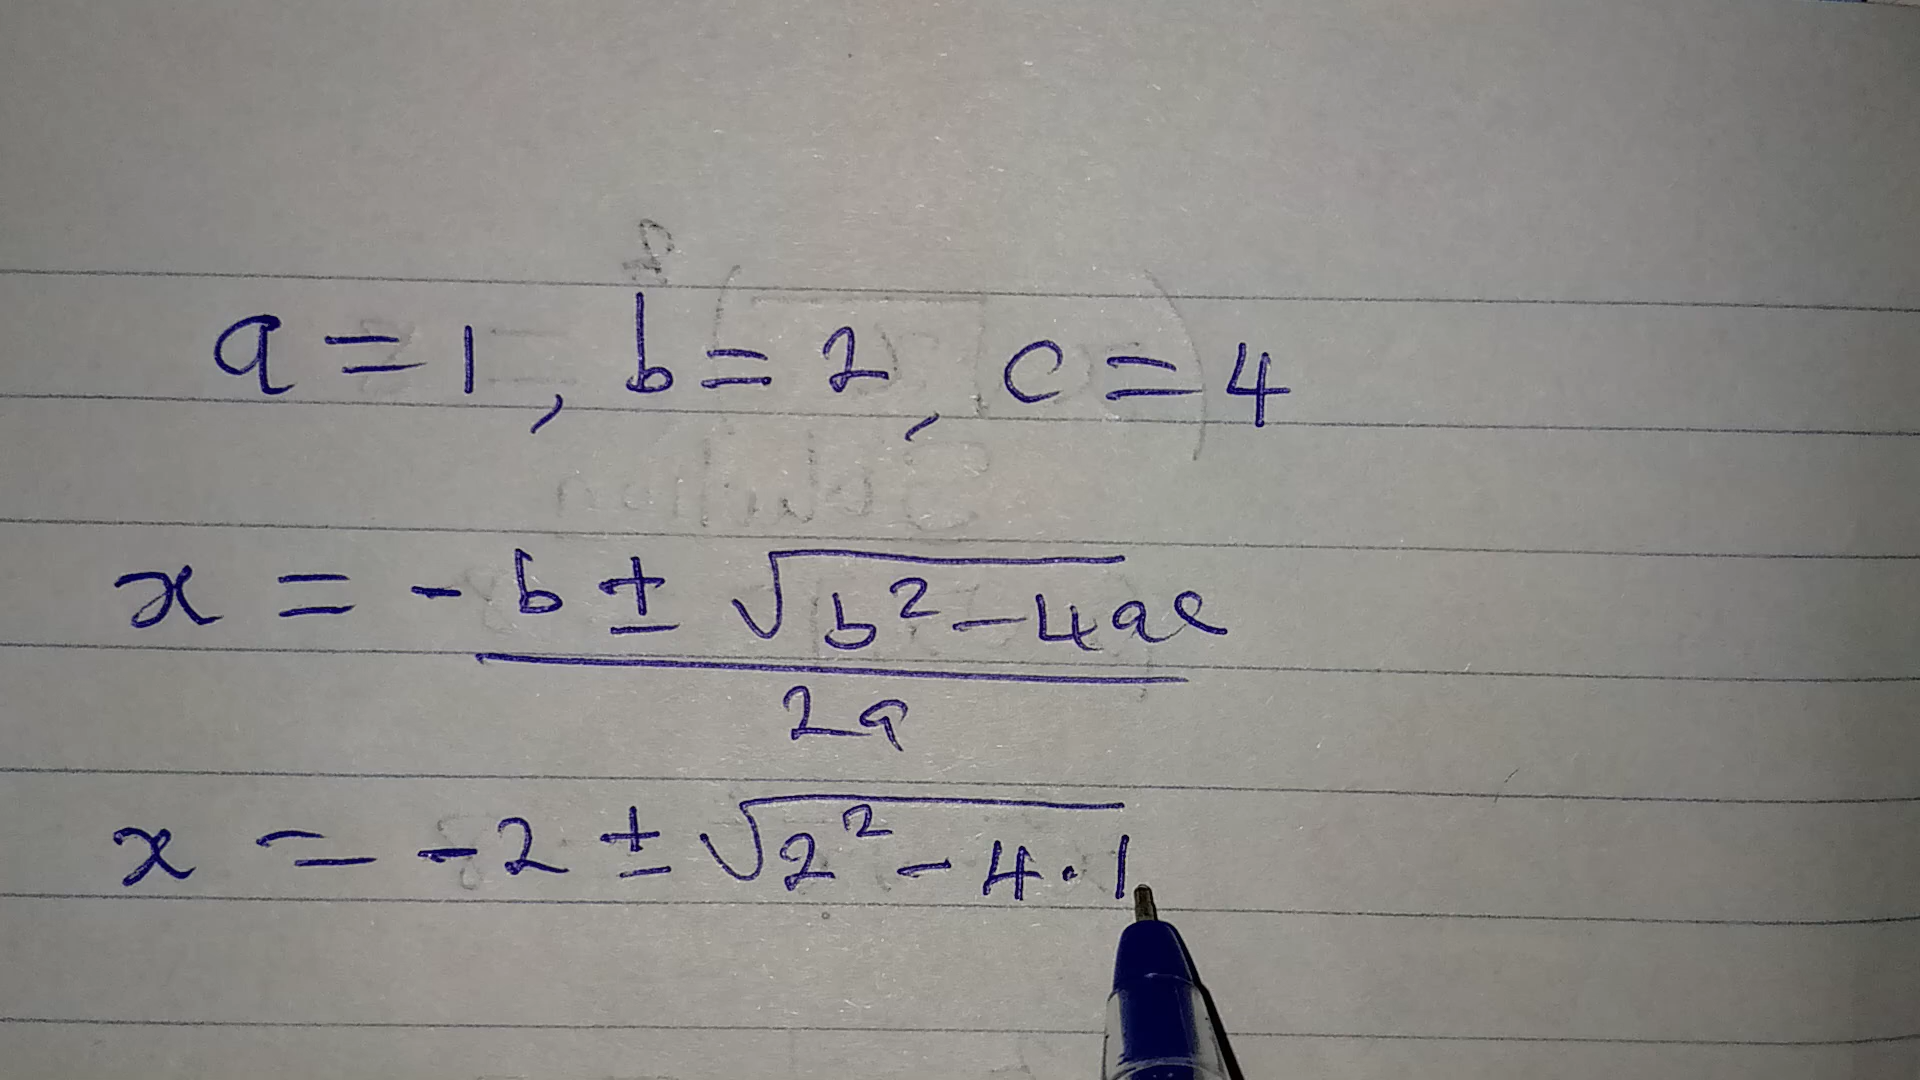 a = 1, b = 2, c = 4
x = -b ± √b² - 4ac
2a
x = -2 ± √2² - 4 · 1